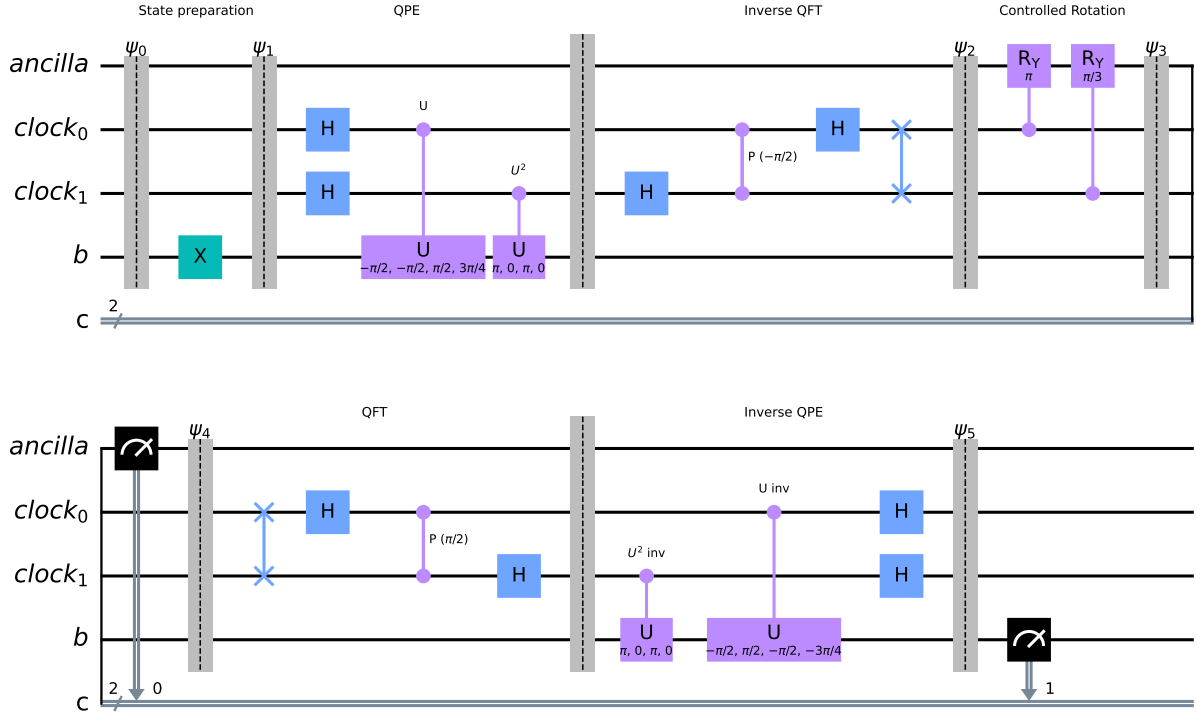 State preparation QPE Inverse QFT Controlled Rotation
ψ0 ψ1 ψ2 ψ3
ancilla RY RY
π π/3
U
clock0 H H
P (−π/2)
U²
clock1 H H
b X U U
−π/2, −π/2, π/2, 3π/4 π, 0, π, 0
2
c
QFT Inverse QPE
ψ4 ψ5
ancilla
U inv
clock0 H H
P (π/2)
U² inv
clock1 H H
b U U
π, 0, π, 0 −π/2, π/2, −π/2, −3π/4
2 0 1
c